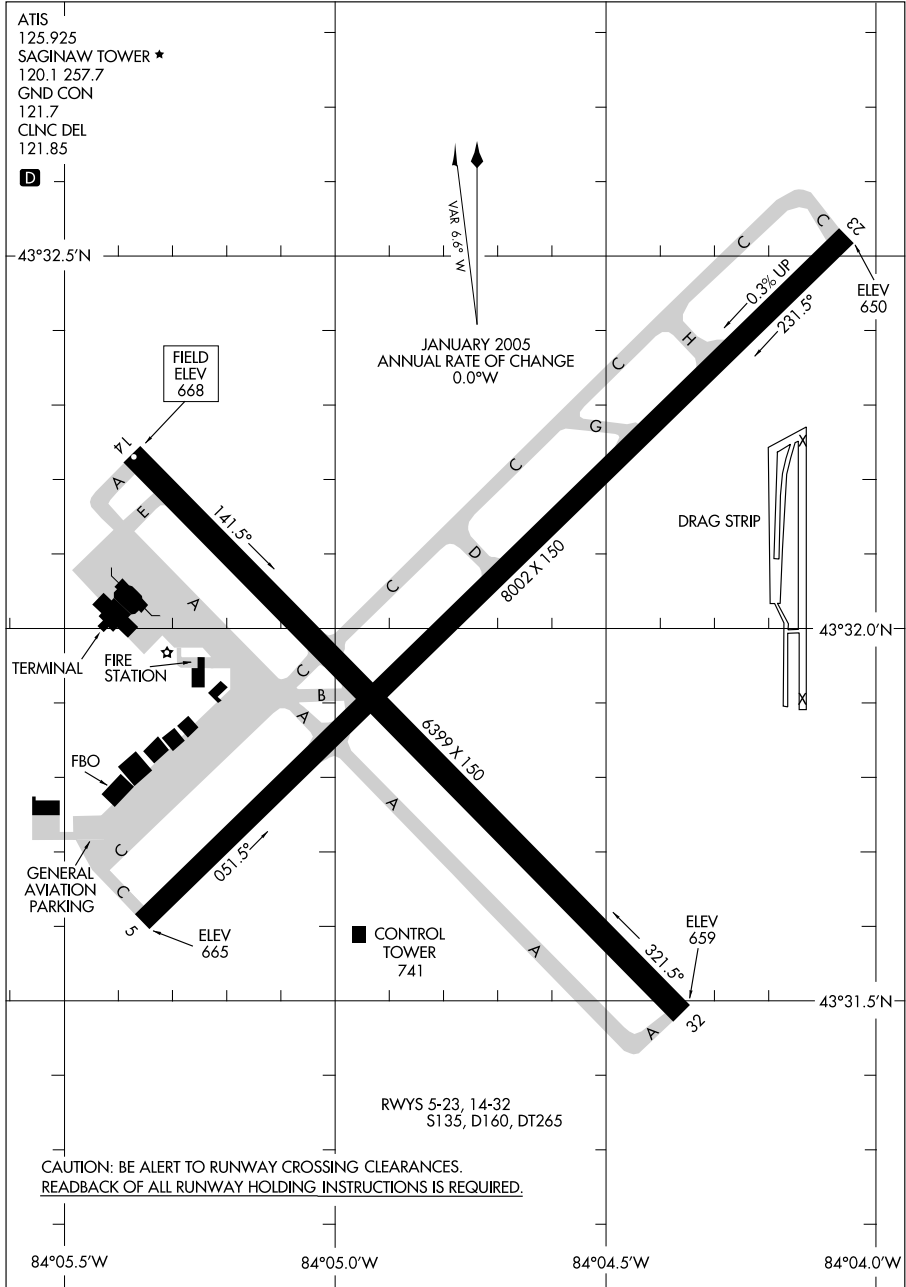 ATIS
125.925
SAGINAW TOWER ★
120.1 257.7
GND CON
121.7
CLNC DEL
121.85
D
VAR 6.6° W
JANUARY 2005
ANNUAL RATE OF CHANGE
0.0°W
43°32.5'N
C
C
23
C
0.3% UP
231.5°
ELEV
650
H
C
FIELD
ELEV
668
G
14
C
A
E
141.5°
D
8002 X 150
DRAG STRIP
X
C
A
43°32.0'N
TERMINAL
FIRE
STATION
C
B
A
6399 X 150
X
FBO
A
051.5°
C
C
GENERAL
AVIATION
PARKING
5
ELEV
665
CONTROL
TOWER
741
A
321.5°
ELEV
659
43°31.5'N
A
32
RWYS 5-23, 14-32
S135, D160, DT265
CAUTION: BE ALERT TO RUNWAY CROSSING CLEARANCES.
READBACK OF ALL RUNWAY HOLDING INSTRUCTIONS IS REQUIRED.
84°05.5'W
84°05.0'W
84°04.5'W
84°04.0'W